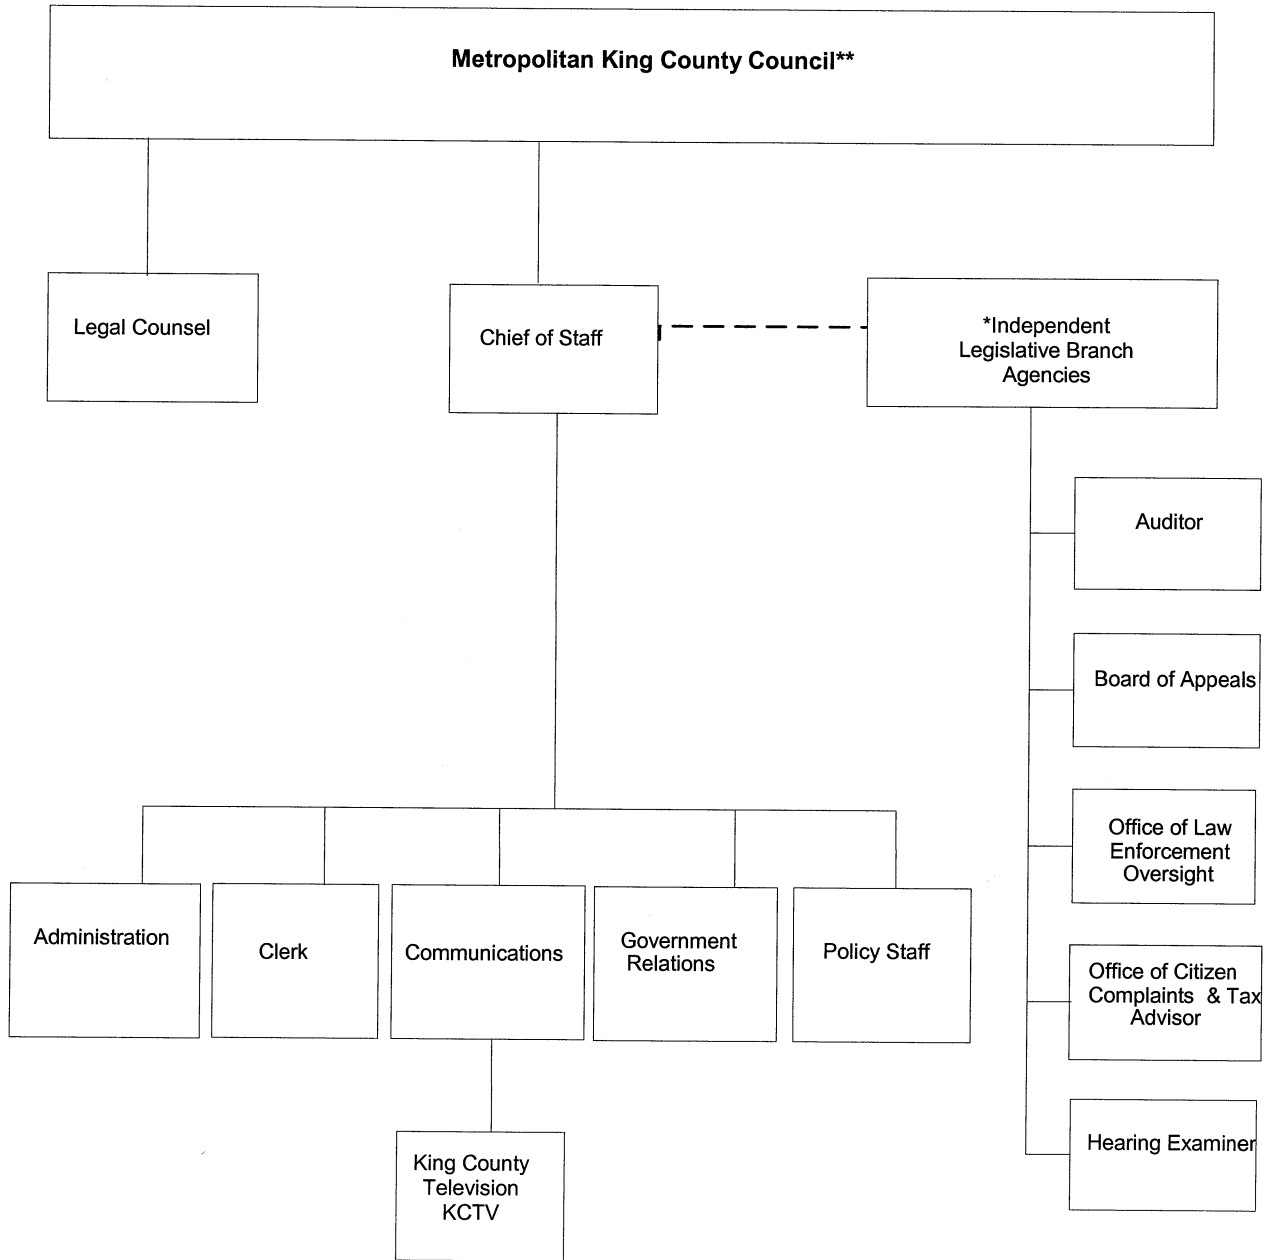 Metropolitan King County Council**
Legal Counsel
Chief of Staff
*Independent
Legislative Branch
Agencies
Auditor
Board of Appeals
Office of Law
Enforcement
Oversight
Office of Citizen
Complaints & Tax
Advisor
Hearing Examiner
Administration
Clerk
Communications
Government
Relations
Policy Staff
King County
Television
KCTV